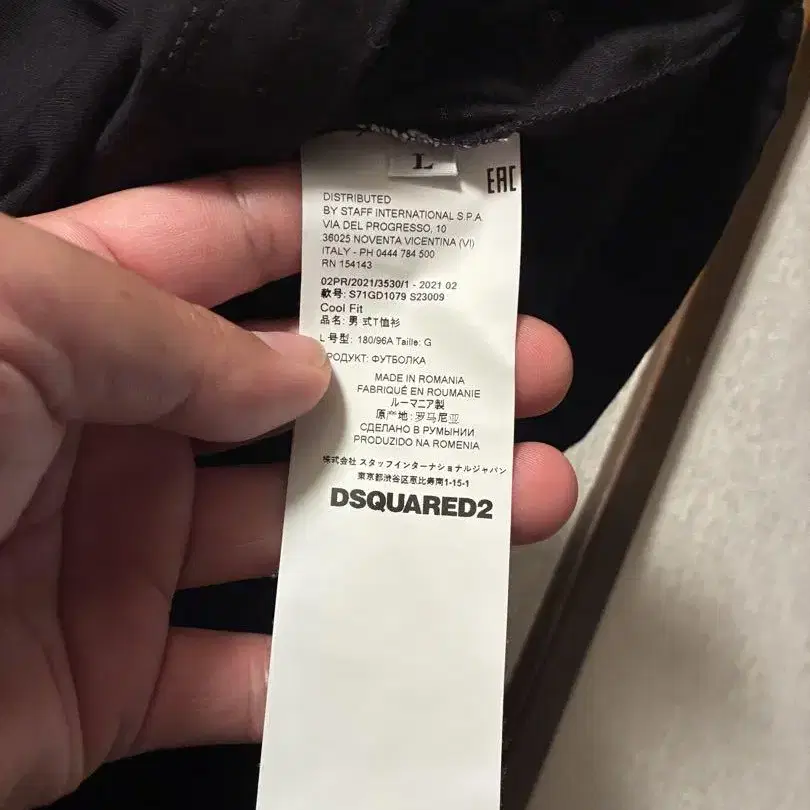 L
EAC
DISTRIBUTED
BY STAFF INTERNATIONAL S.P.A.
VIA DEL PROGRESSO, 10
36025 NOVENTA VICENTINA (VI)
ITALY - PH 0444 784 500
RN 154143
02PR/2021/3530/1 - 2021 02
款号: S71GD1079 S23009
Cool Fit
品名: 男 式T恤衫
L 号型: 180/96A Taille: G
РОДУКТ: ФУТБОЛКА
MADE IN ROMANIA
FABRIQUÉ EN ROUMANIE
ルーマニア製
原产地: 罗马尼亚
СДЕЛАНО В РУМЫНИИ
PRODUZIDO NA ROMENIA
株式会社 スタッフインターナショナルジャパン
東京都渋谷区恵比寿南1-15-1
DSQUARED2